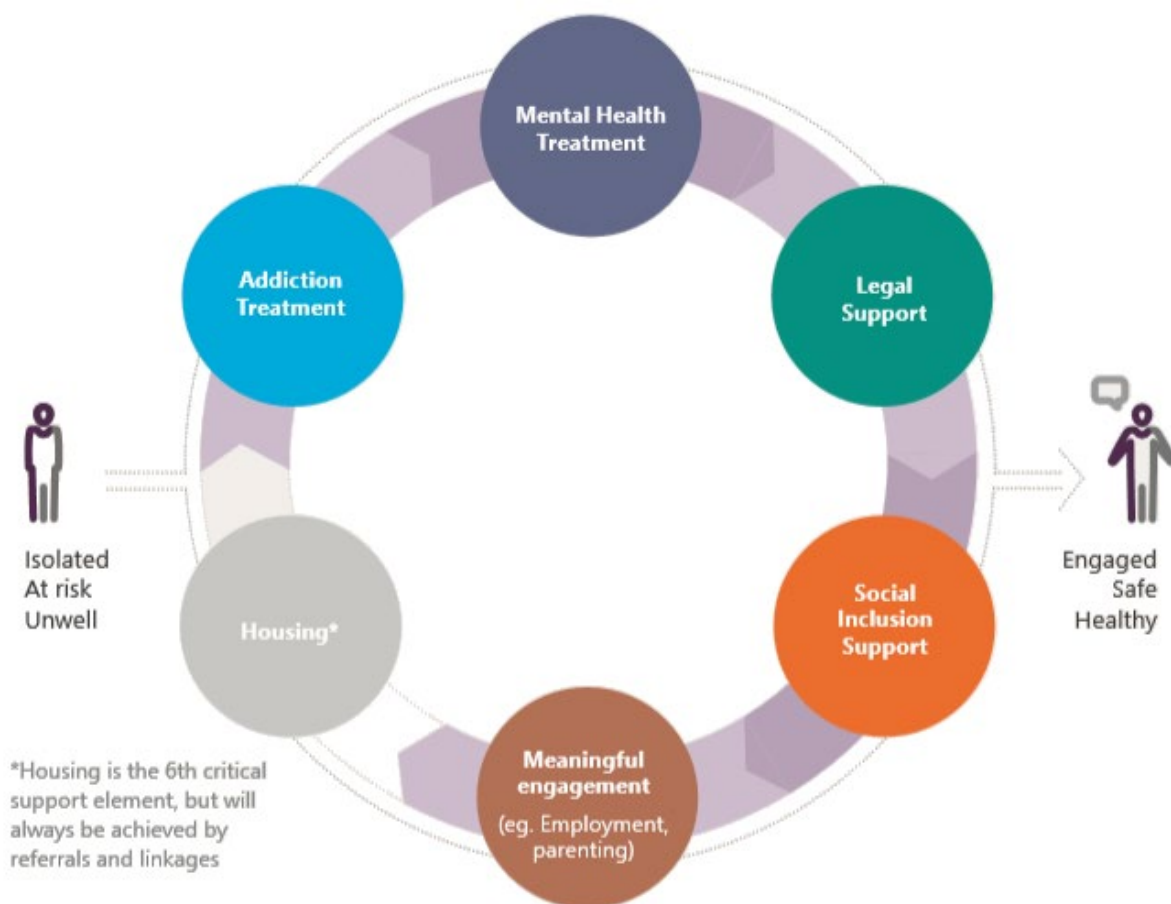 Mental Health
Treatment
Addiction
Treatment
Legal
Support
Isolated
At risk
Unwell
Engaged
Safe
Healthy
Housing*
Social
Inclusion
Support
Meaningful
engagement
(eg. Employment,
parenting)
*Housing is the 6th critical
support element, but will
always be achieved by
referrals and linkages